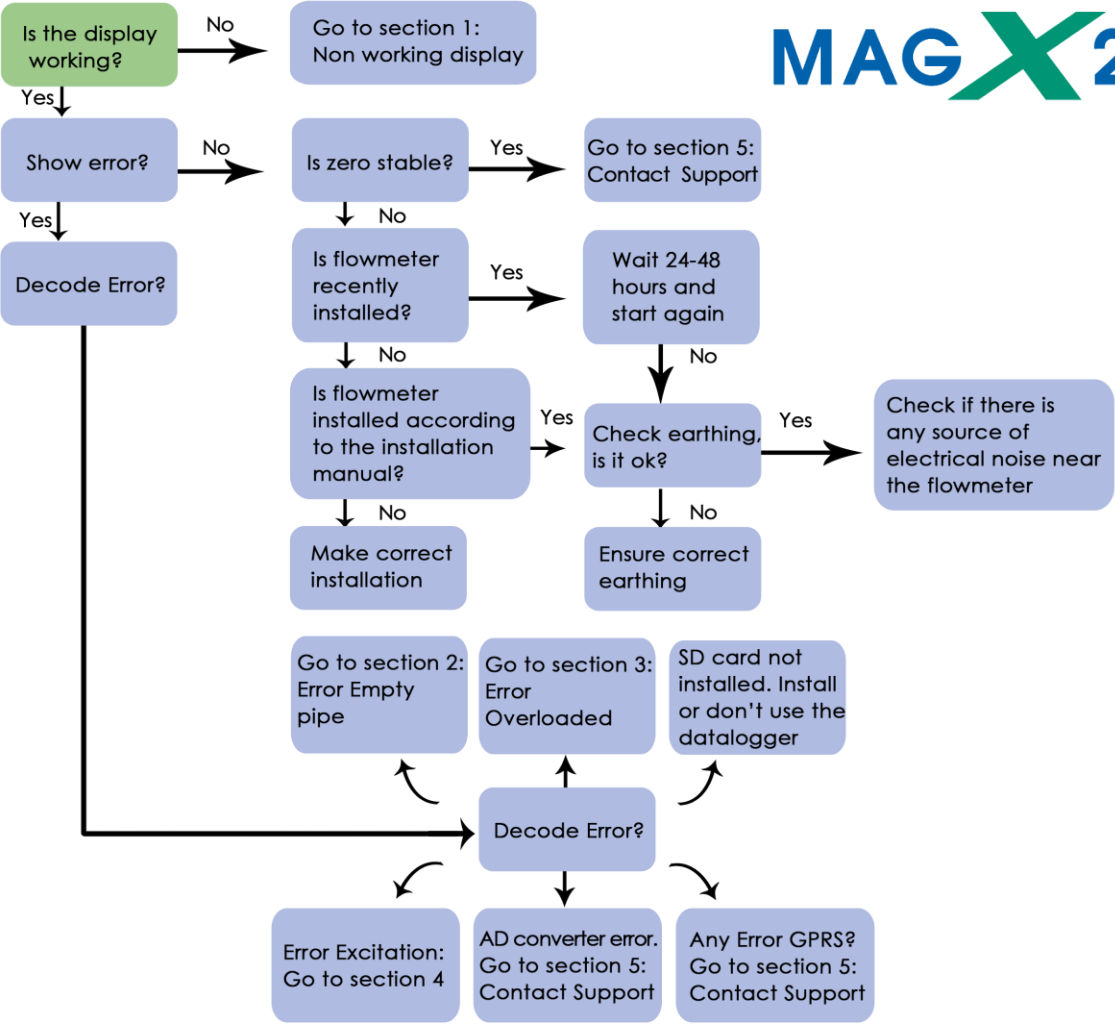 Is the display
working?
No
Go to section 1:
Non working display
MAGX2
Yes
Show error?
No
Is zero stable?
Yes
Go to section 5:
Contact Support
Yes
No
Decode Error?
Is flowmeter
recently
installed?
Yes
Wait 24-48
hours and
start again
No
No
Is flowmeter
installed according
to the installation
manual?
Yes
Check earthing,
is it ok?
Yes
Check if there is
any source of
electrical noise near
the flowmeter
No
No
Make correct
installation
Ensure correct
earthing
Go to section 2:
Error Empty
pipe
Go to section 3:
Error
Overloaded
SD card not
installed. Install
or don't use the
datalogger
Decode Error?
Error Excitation:
Go to section 4
AD converter error.
Go to section 5:
Contact Support
Any Error GPRS?
Go to section 5:
Contact Support